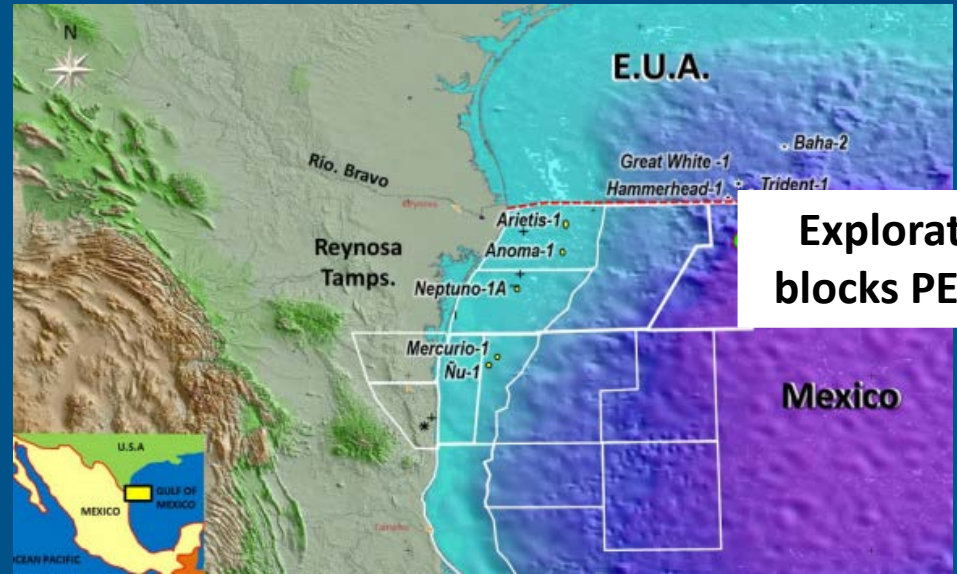 N
E.U.A.
Baha-2
Great White -1
Hammerhead-1
Trident-1
Rio. Bravo
Arietis-1
Anoma-1
Reynosa
Tamps.
Neptuno-1A
Explorat
blocks PE
Mercurio-1
Ñu-1
Mexico
U.S.A
GULF OF
MEXICO
MEXICO
OCEAN PACIFIC